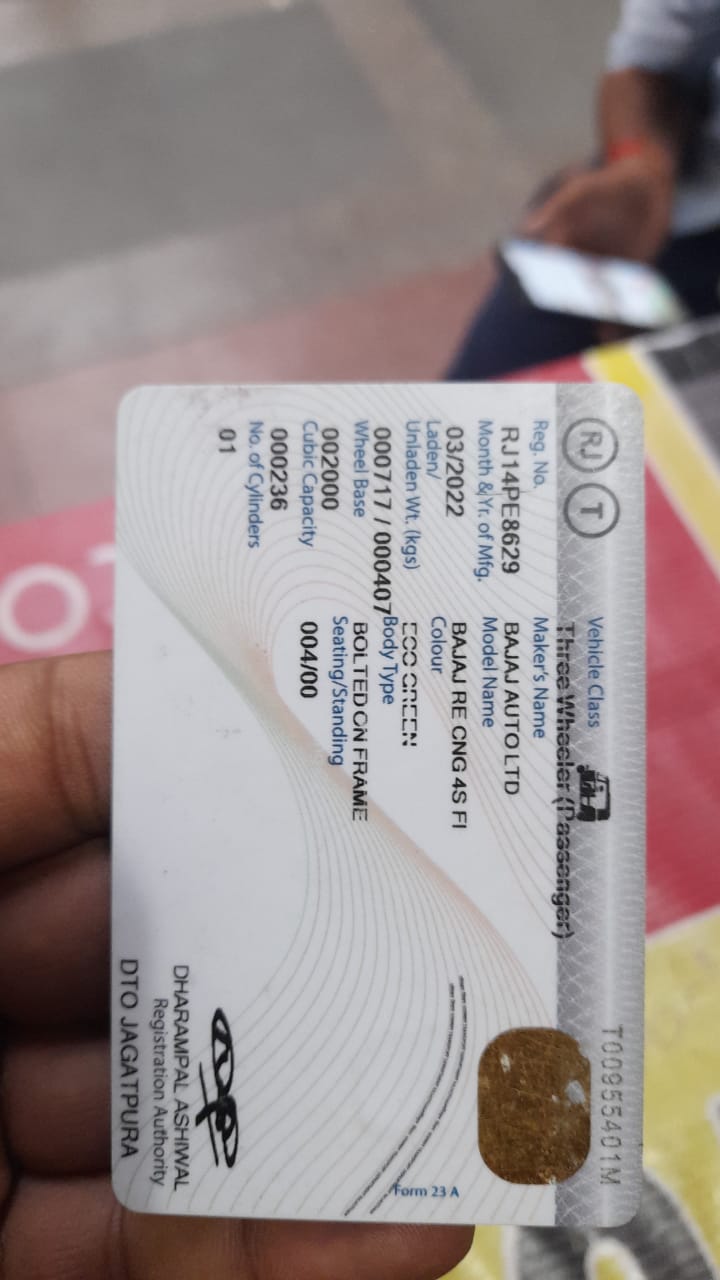 RJ T
Vehicle Class
Three Wheeler (Passenger)
T00955401M
Reg. No.
RJ14PE8629
Maker's Name
BAJAJ AUTO LTD
Month & Yr. of Mfg.
03/2022
Model Name
BAJAJ RE CNG 4S FI
Laden/
Unladen Wt. (kgs)
000717 / 000407
Colour
ECO GREEN
Wheel Base
002000
Body Type
BOLTED ON FRAME
Cubic Capacity
000236
Seating/Standing
004/00
No. of Cylinders
01
Form 23 A
DHARAMPAL ASHIWAL
Registration Authority
DTO JAGATPURA